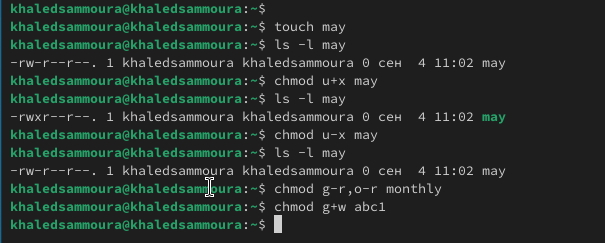 khaledsammoura@khaledsammoura:~$
khaledsammoura@khaledsammoura:~$ touch may
khaledsammoura@khaledsammoura:~$ ls -l may
-rw-r--r--. 1 khaledsammoura khaledsammoura 0 сен  4 11:02 may
khaledsammoura@khaledsammoura:~$ chmod u+x may
khaledsammoura@khaledsammoura:~$ ls -l may
-rwxr--r--. 1 khaledsammoura khaledsammoura 0 сен  4 11:02 may
khaledsammoura@khaledsammoura:~$ chmod u-x may
khaledsammoura@khaledsammoura:~$ ls -l may
-rw-r--r--. 1 khaledsammoura khaledsammoura 0 сен  4 11:02 may
khaledsammoura@khaledsammoura:~$ chmod g-r,o-r monthly
khaledsammoura@khaledsammoura:~$ chmod g+w abc1
khaledsammoura@khaledsammoura:~$